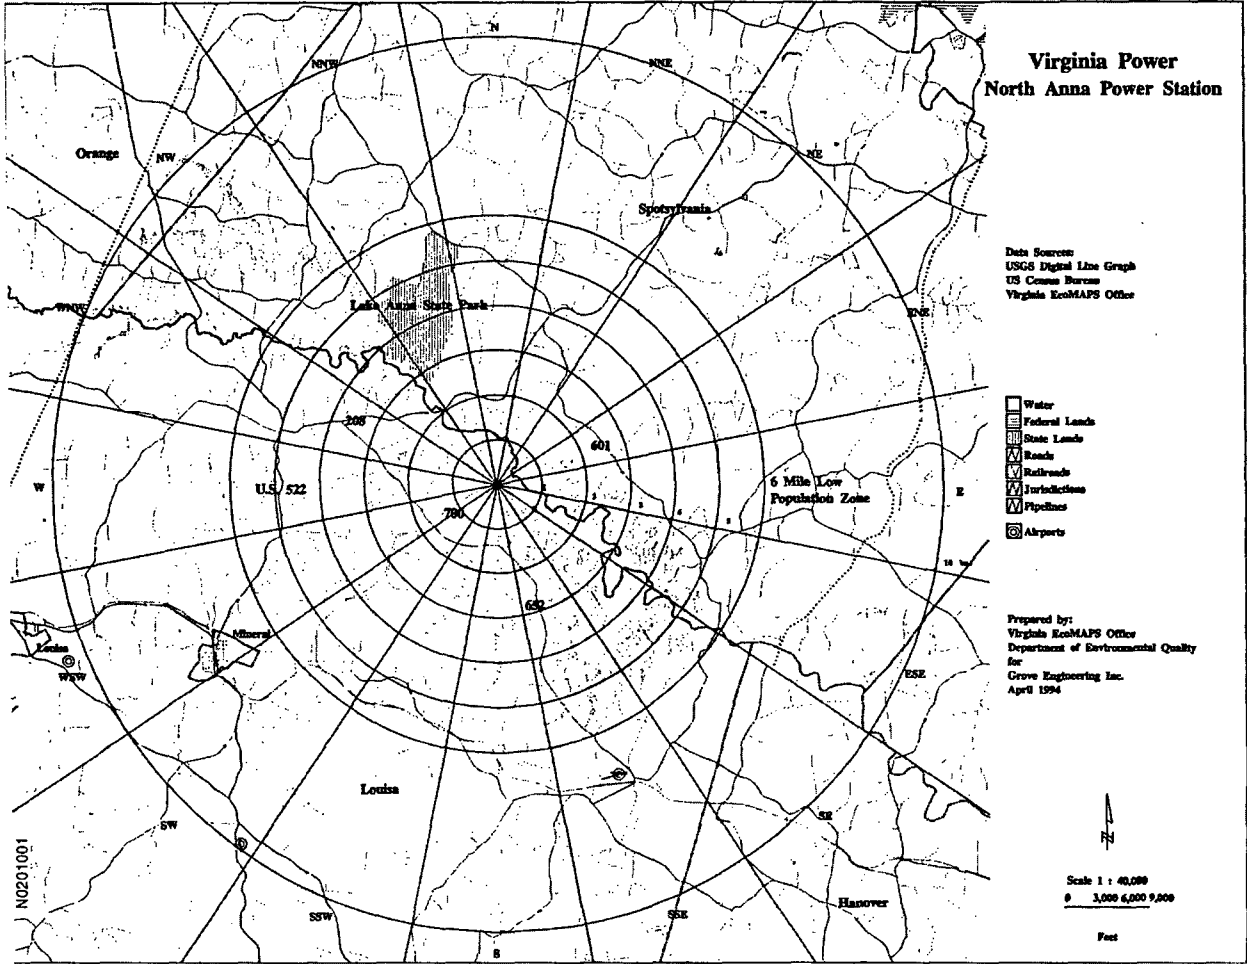 Virginia Power
North Anna Power Station
N
NNW
NNE
Orange
NW
NE
Spotsylvania
Data Sources:
USGS Digital Line Graph
US Census Bureau
Virginia EcoMAPS Office
WNW
Lake Anna State Park
ENE
208
601
Water
Federal Lands
State Lands
Roads
Railroads
Jurisdictions
Pipelines
Airports
W
U.S. 522
6 Mile Low
Population Zone
E
700
10
652
Mineral
Louisa
WSW
ESE
Prepared by:
Virginia EcoMAPS Office
Department of Environmental Quality
for
Grove Engineering Inc.
April 1994
Louisa
SW
SE
N0201001
Scale 1 : 40,000
0 3,000 6,000 9,000
Feet
Hanover
SSW
SSE
S